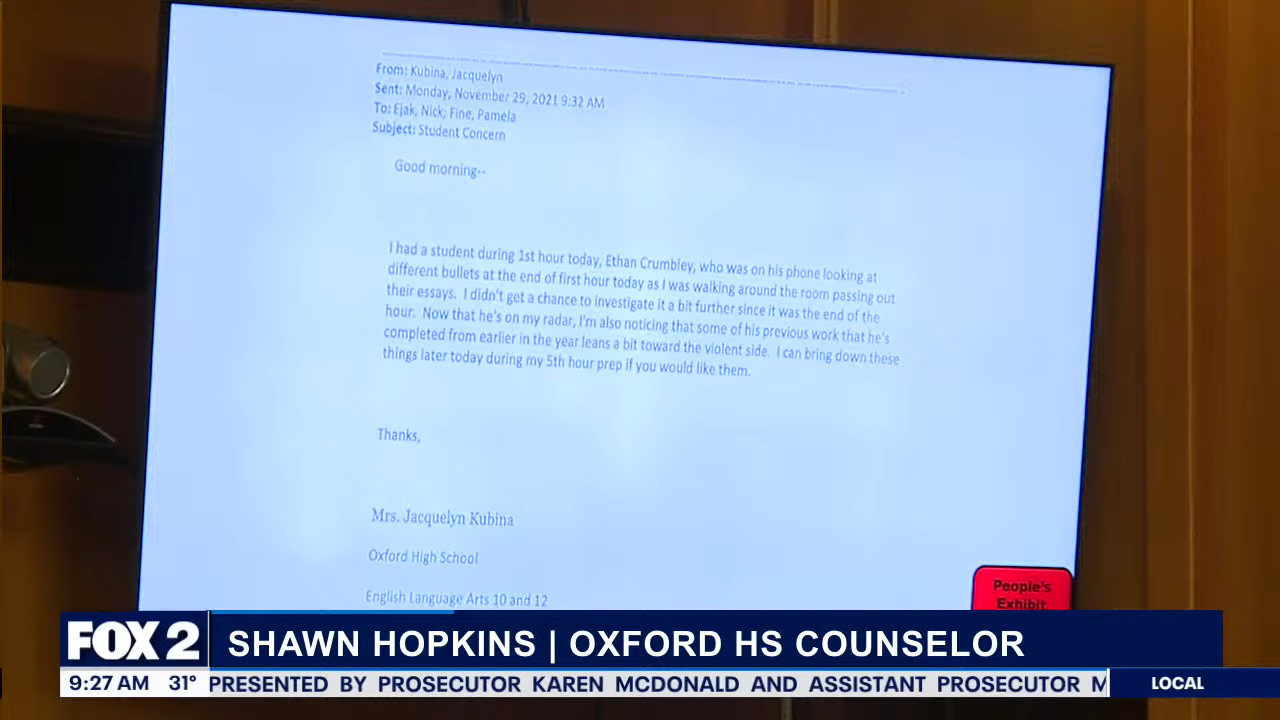 From: Kubina, Jacquelyn
Sent: Monday, November 29, 2021 9:32 AM
To: Ejak, Nick; Fine, Pamela
Subject: Student Concern
Good morning--
I had a student during 1st hour today, Ethan Crumbley, who was on his phone looking at
different bullets at the end of first hour today as I was walking around the room passing out
their essays. I didn't get a chance to investigate it a bit further since it was the end of the
hour. Now that he's on my radar, I'm also noticing that some of his previous work that he's
completed from earlier in the year leans a bit toward the violent side. I can bring down these
things later today during my 5th hour prep if you would like them.
Thanks,
Mrs. Jacquelyn Kubina
Oxford High School
English Language Arts 10 and 12
People's
Exhibit
FOX 2
SHAWN HOPKINS | OXFORD HS COUNSELOR
9:27 AM 31° PRESENTED BY PROSECUTOR KAREN MCDONALD AND ASSISTANT PROSECUTOR M
LOCAL